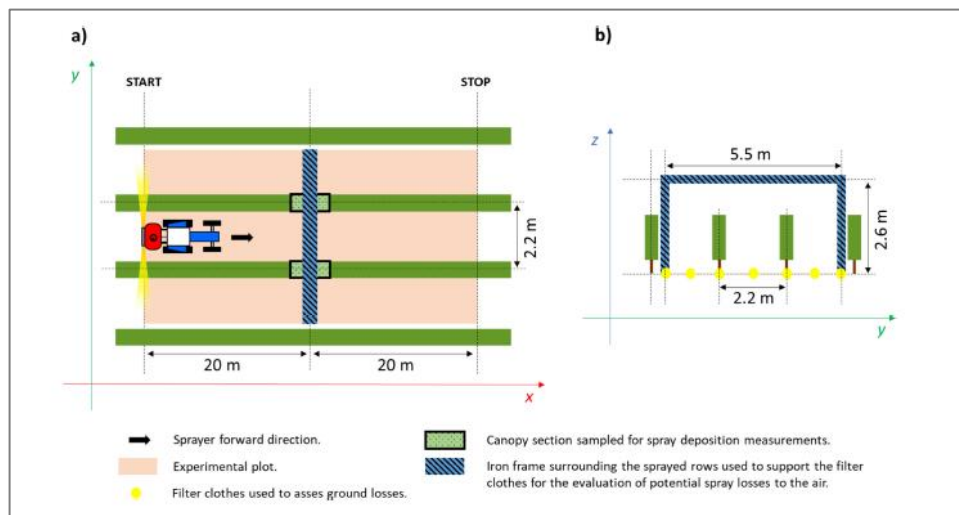 a)
b)
y
START
STOP
z
5.5 m
2.2 m
2.6 m
2.2 m
y
20 m
20 m
x
Sprayer forward direction.
Canopy section sampled for spray deposition measurements.
Experimental plot.
Iron frame surrounding the sprayed rows used to support the filter
clothes for the evaluation of potential spray losses to the air.
Filter clothes used to asses ground losses.